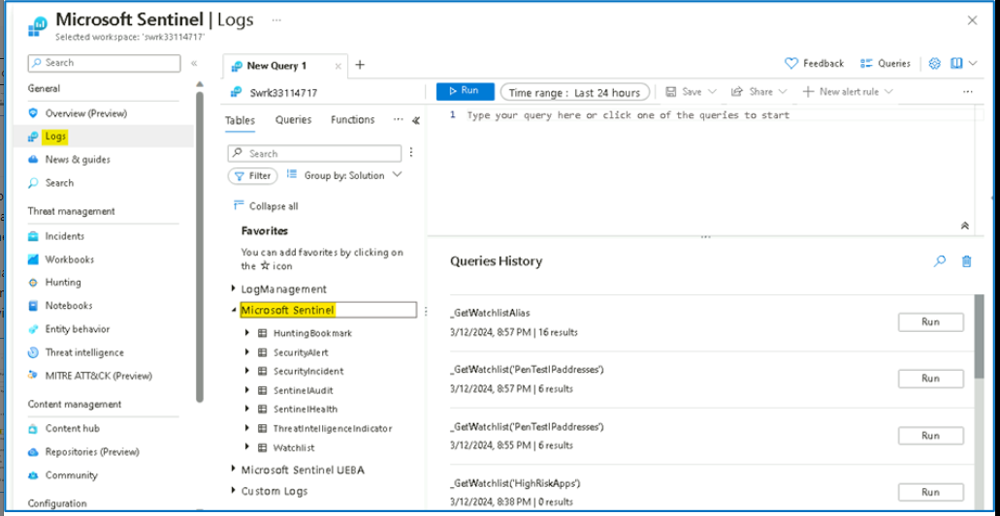 Microsoft Sentinel | Logs ...
Selected workspace: 'swrk33114717'
Search
General
Overview (Preview)
Logs
News & guides
Search
Threat management
Incidents
Workbooks
Hunting
Notebooks
Entity behavior
Threat intelligence
MITRE ATT&CK (Preview)
Content management
Content hub
Repositories (Preview)
Community
Configuration
New Query 1
Feedback
Queries
Swrk33114717
Run
Time range : Last 24 hours
Save
Share
New alert rule
...
Tables
Queries
Functions
...
Search
Filter
Group by: Solution
Collapse all
Favorites
You can add favorites by clicking on
the ☆ icon
LogManagement
Microsoft Sentinel
HuntingBookmark
SecurityAlert
SecurityIncident
SentinelAudit
SentinelHealth
ThreatIntelligenceIndicator
Watchlist
Microsoft Sentinel UEBA
Custom Logs
1 Type your query here or click one of the queries to start
Queries History
_GetWatchlistAlias
3/12/2024, 8:57 PM | 16 results
Run
_GetWatchlist('PenTestIPaddresses')
3/12/2024, 8:57 PM | 6 results
Run
_GetWatchlist('PenTestIPaddresses')
3/12/2024, 8:55 PM | 6 results
Run
_GetWatchlist('HighRiskApps')
3/12/2024, 8:38 PM | 0 results
Run